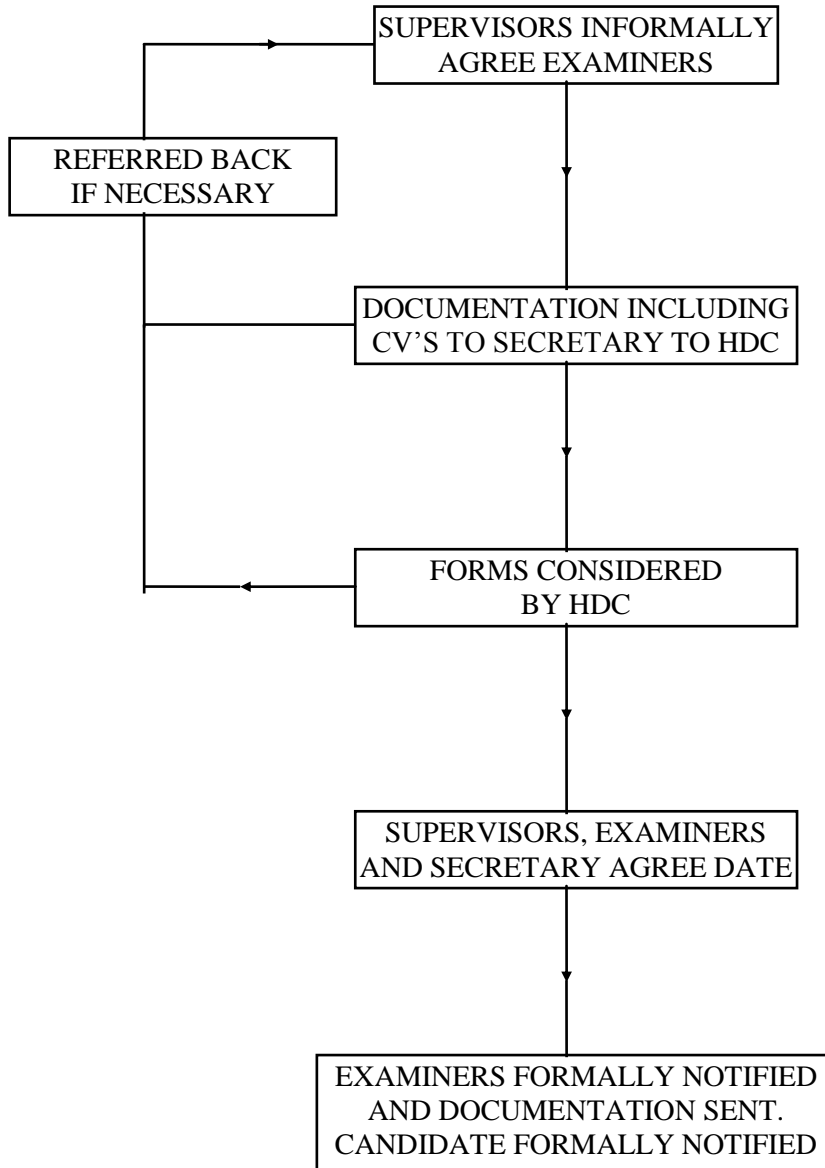 SUPERVISORS INFORMALLY
AGREE EXAMINERS
REFERRED BACK
IF NECESSARY
DOCUMENTATION INCLUDING
CV’S TO SECRETARY TO HDC
FORMS CONSIDERED
BY HDC
SUPERVISORS, EXAMINERS
AND SECRETARY AGREE DATE
EXAMINERS FORMALLY NOTIFIED
AND DOCUMENTATION SENT.
CANDIDATE FORMALLY NOTIFIED